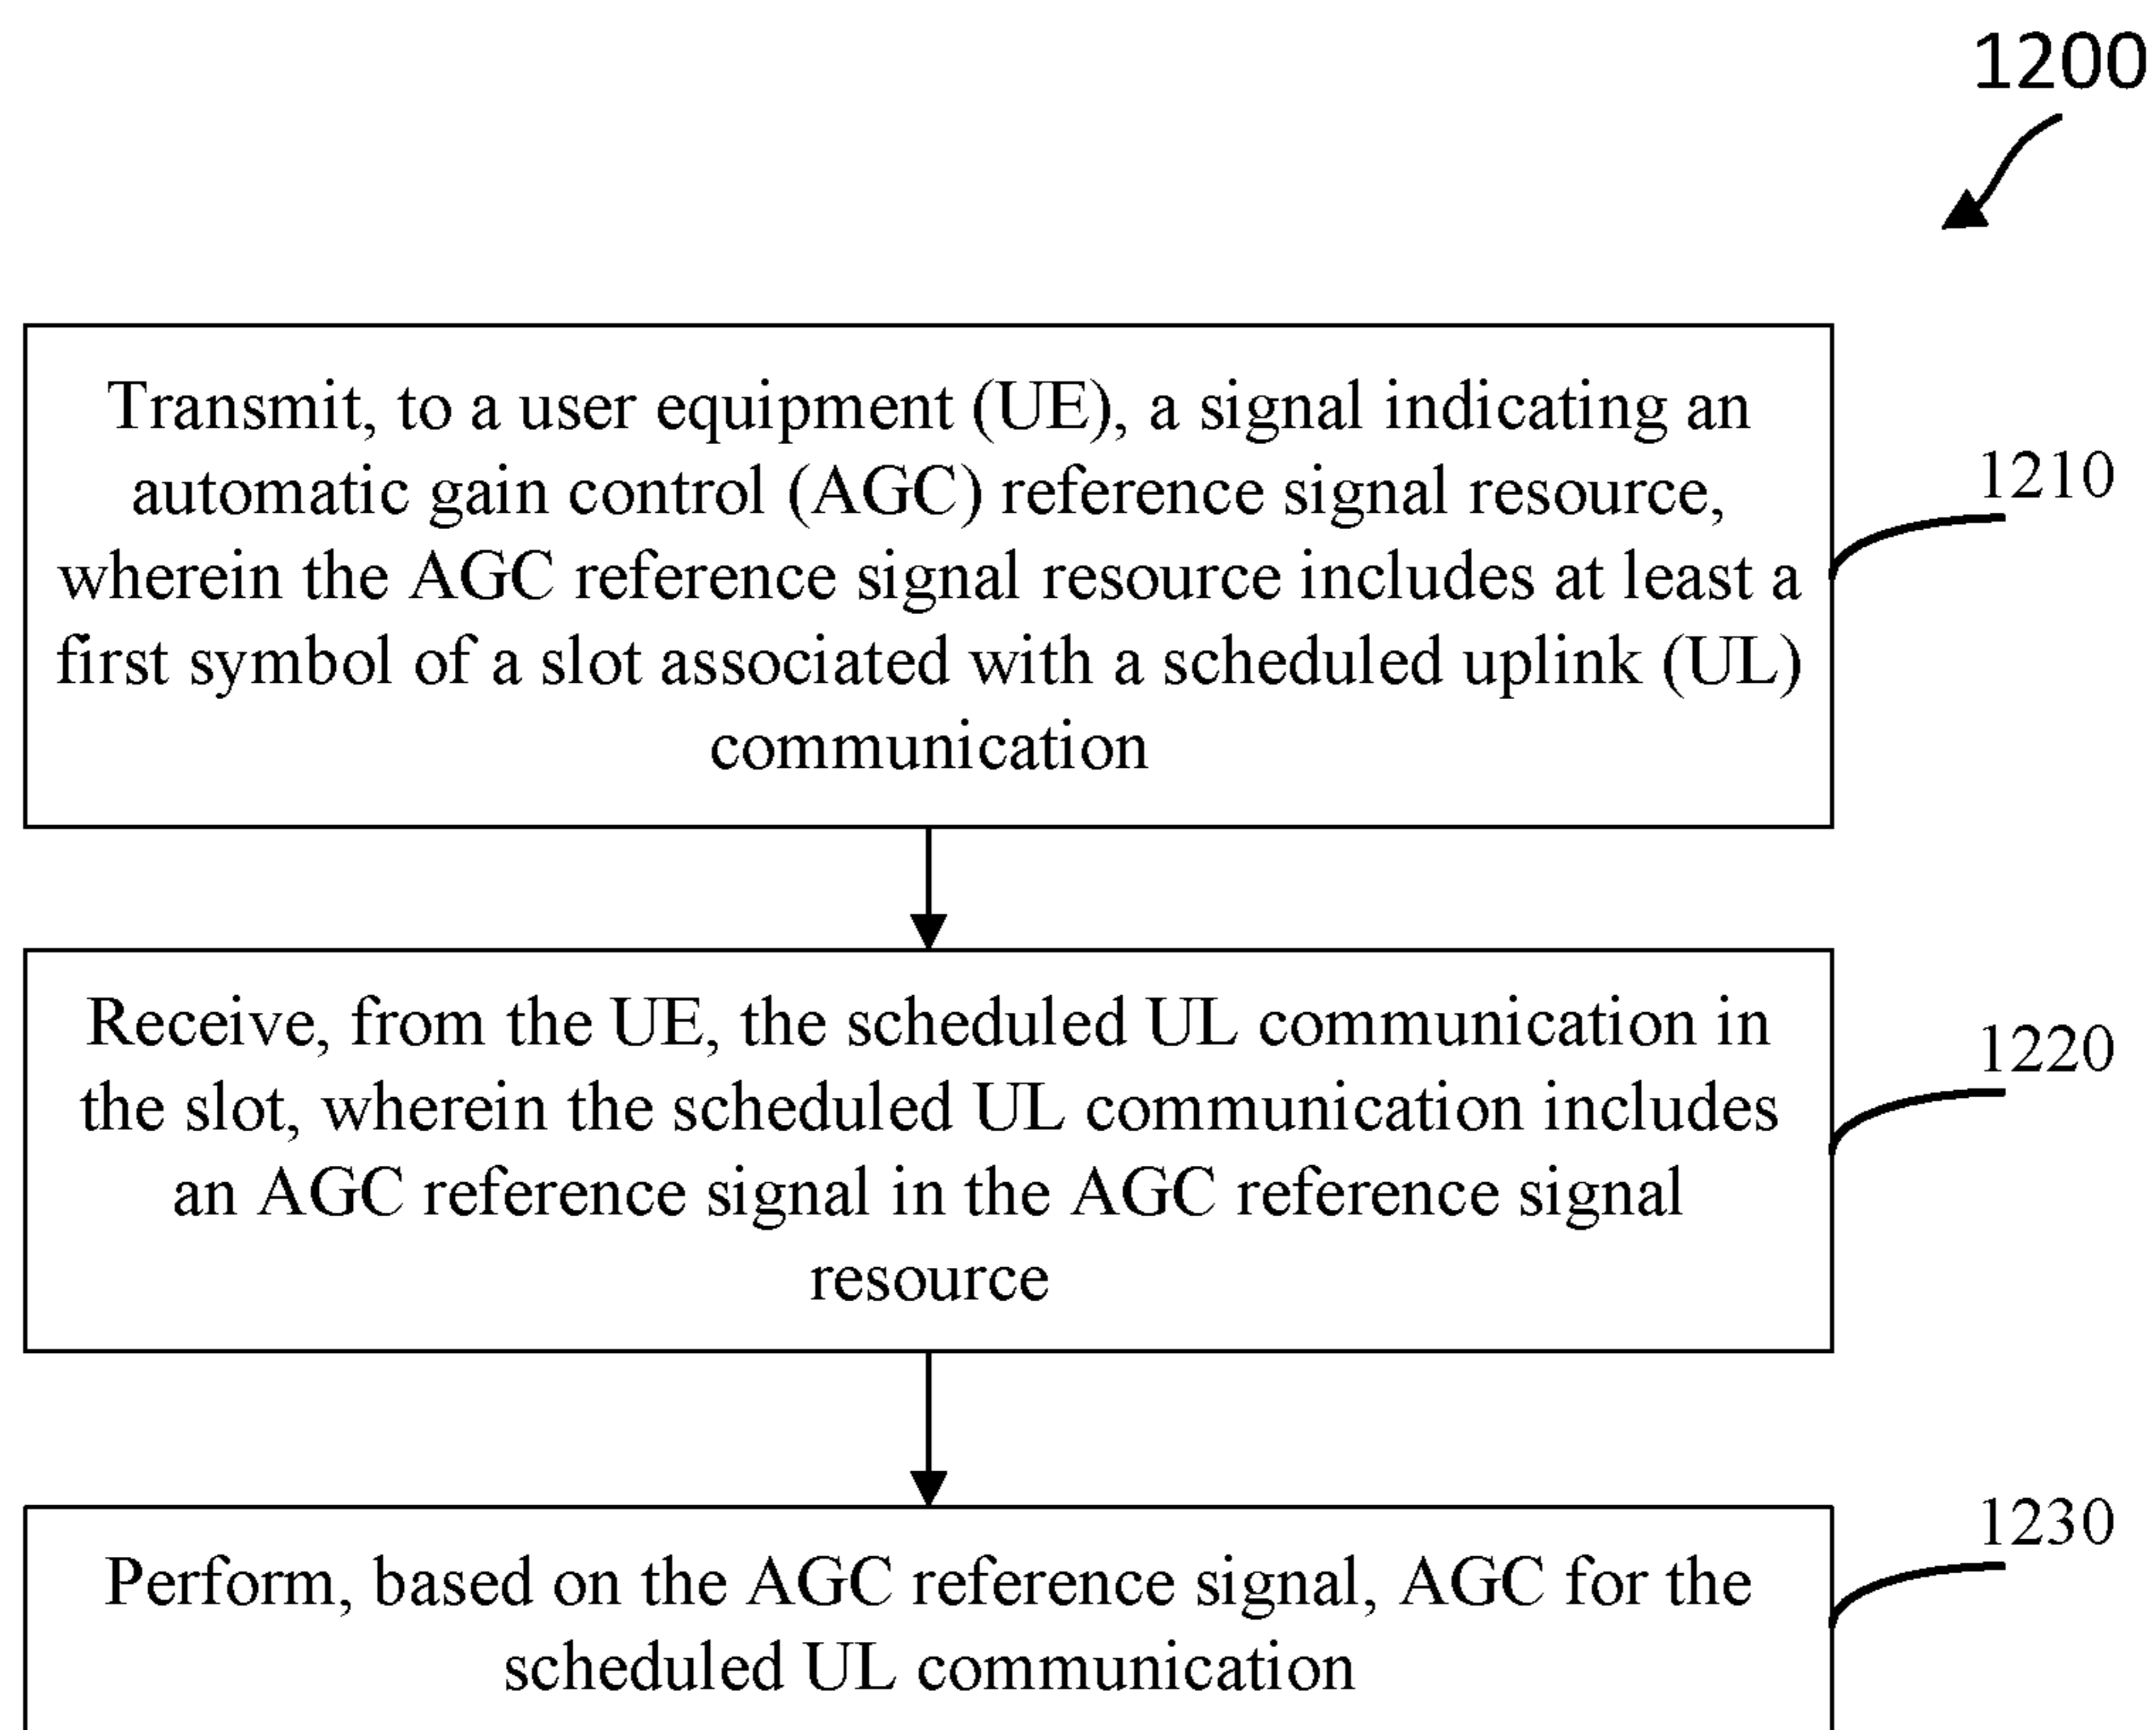 1200
Transmit, to a user equipment (UE), a signal indicating an
automatic gain control (AGC) reference signal resource,
wherein the AGC reference signal resource includes at least a
first symbol of a slot associated with a scheduled uplink (UL)
communication
1210
Receive, from the UE, the scheduled UL communication in
the slot, wherein the scheduled UL communication includes
an AGC reference signal in the AGC reference signal
resource
1220
Perform, based on the AGC reference signal, AGC for the
scheduled UL communication
1230